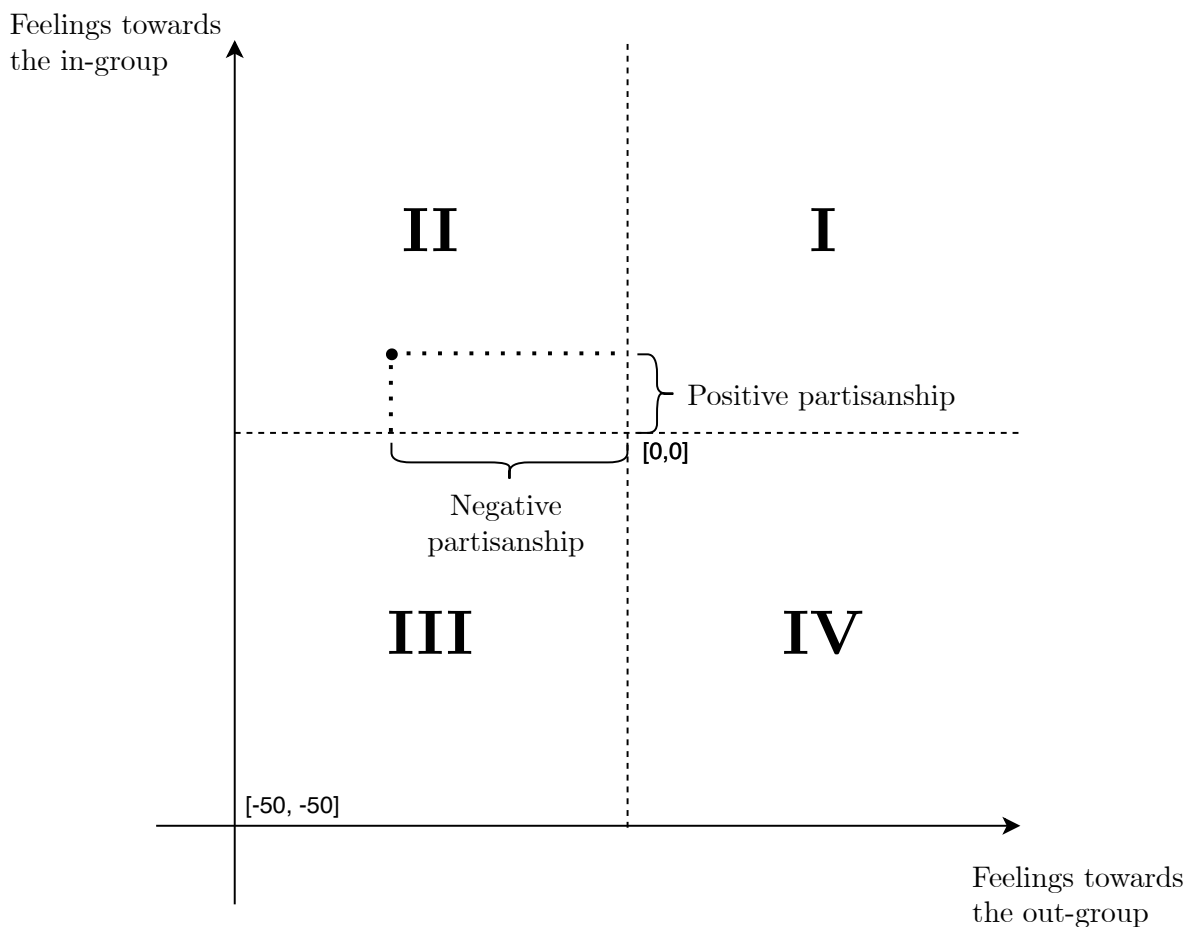 Feelings towards
the in-group
II
I
Positive partisanship
[0,0]
Negative
partisanship
III
IV
[-50, -50]
Feelings towards
the out-group